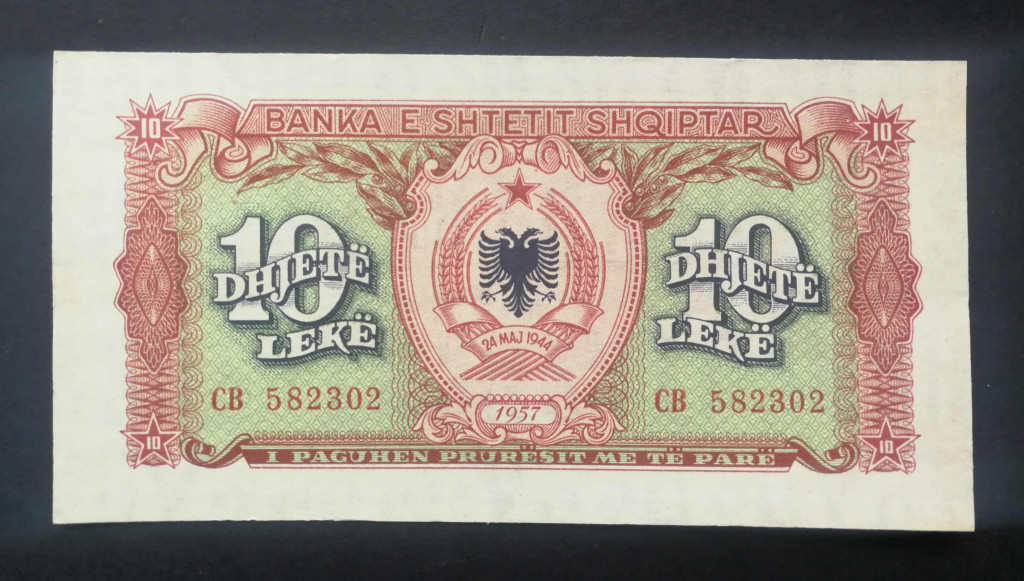 10 BANKA E SHTETIT SHQIPTAR 10
10 DHJETË LEKË
10 DHJETË LEKË
24 MAJ 1944
CB 582302
CB 582302
1957
10 I PAGUHEN PRURËSIT ME TË PARË 10